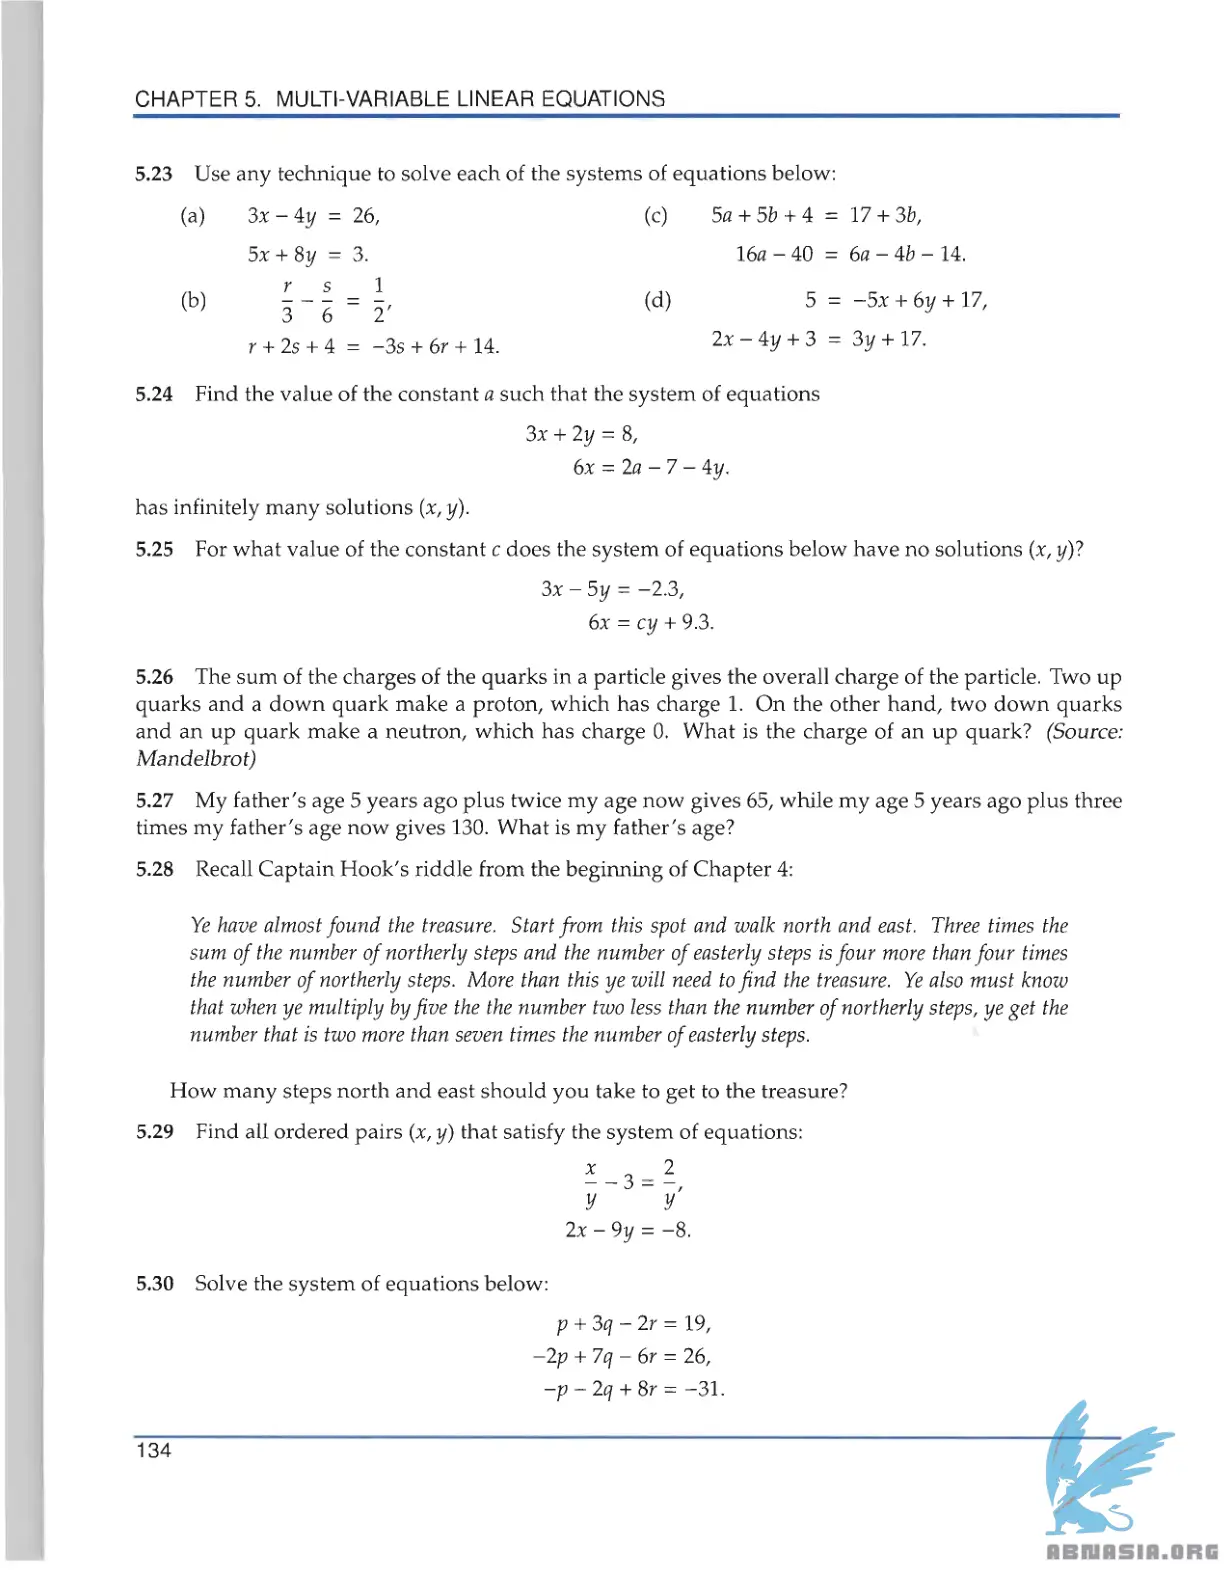 CHAPTER 5. MULTI-VARIABLE LINEAR EQUATIONS
5.23 Use any technique to solve each of the systems of equations below:
(a) 3x − 4y = 26,
5x + 8y = 3.
(b) r/3 − s/6 = 1/2,
r + 2s + 4 = −3s + 6r + 14.
(c) 5a + 5b + 4 = 17 + 3b,
16a − 40 = 6a − 4b − 14.
(d) 5 = −5x + 6y + 17,
2x − 4y + 3 = 3y + 17.
5.24 Find the value of the constant a such that the system of equations
3x + 2y = 8,
6x = 2a − 7 − 4y.
has infinitely many solutions (x, y).
5.25 For what value of the constant c does the system of equations below have no solutions (x, y)?
3x − 5y = −2.3,
6x = cy + 9.3.
5.26 The sum of the charges of the quarks in a particle gives the overall charge of the particle. Two up
quarks and a down quark make a proton, which has charge 1. On the other hand, two down quarks
and an up quark make a neutron, which has charge 0. What is the charge of an up quark? (Source:
Mandelbrot)
5.27 My father's age 5 years ago plus twice my age now gives 65, while my age 5 years ago plus three
times my father's age now gives 130. What is my father's age?
5.28 Recall Captain Hook's riddle from the beginning of Chapter 4:
Ye have almost found the treasure. Start from this spot and walk north and east. Three times the
sum of the number of northerly steps and the number of easterly steps is four more than four times
the number of northerly steps. More than this ye will need to find the treasure. Ye also must know
that when ye multiply by five the the number two less than the number of northerly steps, ye get the
number that is two more than seven times the number of easterly steps.
How many steps north and east should you take to get to the treasure?
5.29 Find all ordered pairs (x, y) that satisfy the system of equations:
x/y − 3 = 2/y,
2x − 9y = −8.
5.30 Solve the system of equations below:
p + 3q − 2r = 19,
−2p + 7q − 6r = 26,
−p − 2q + 8r = −31.
134
ABNASIA.ORG